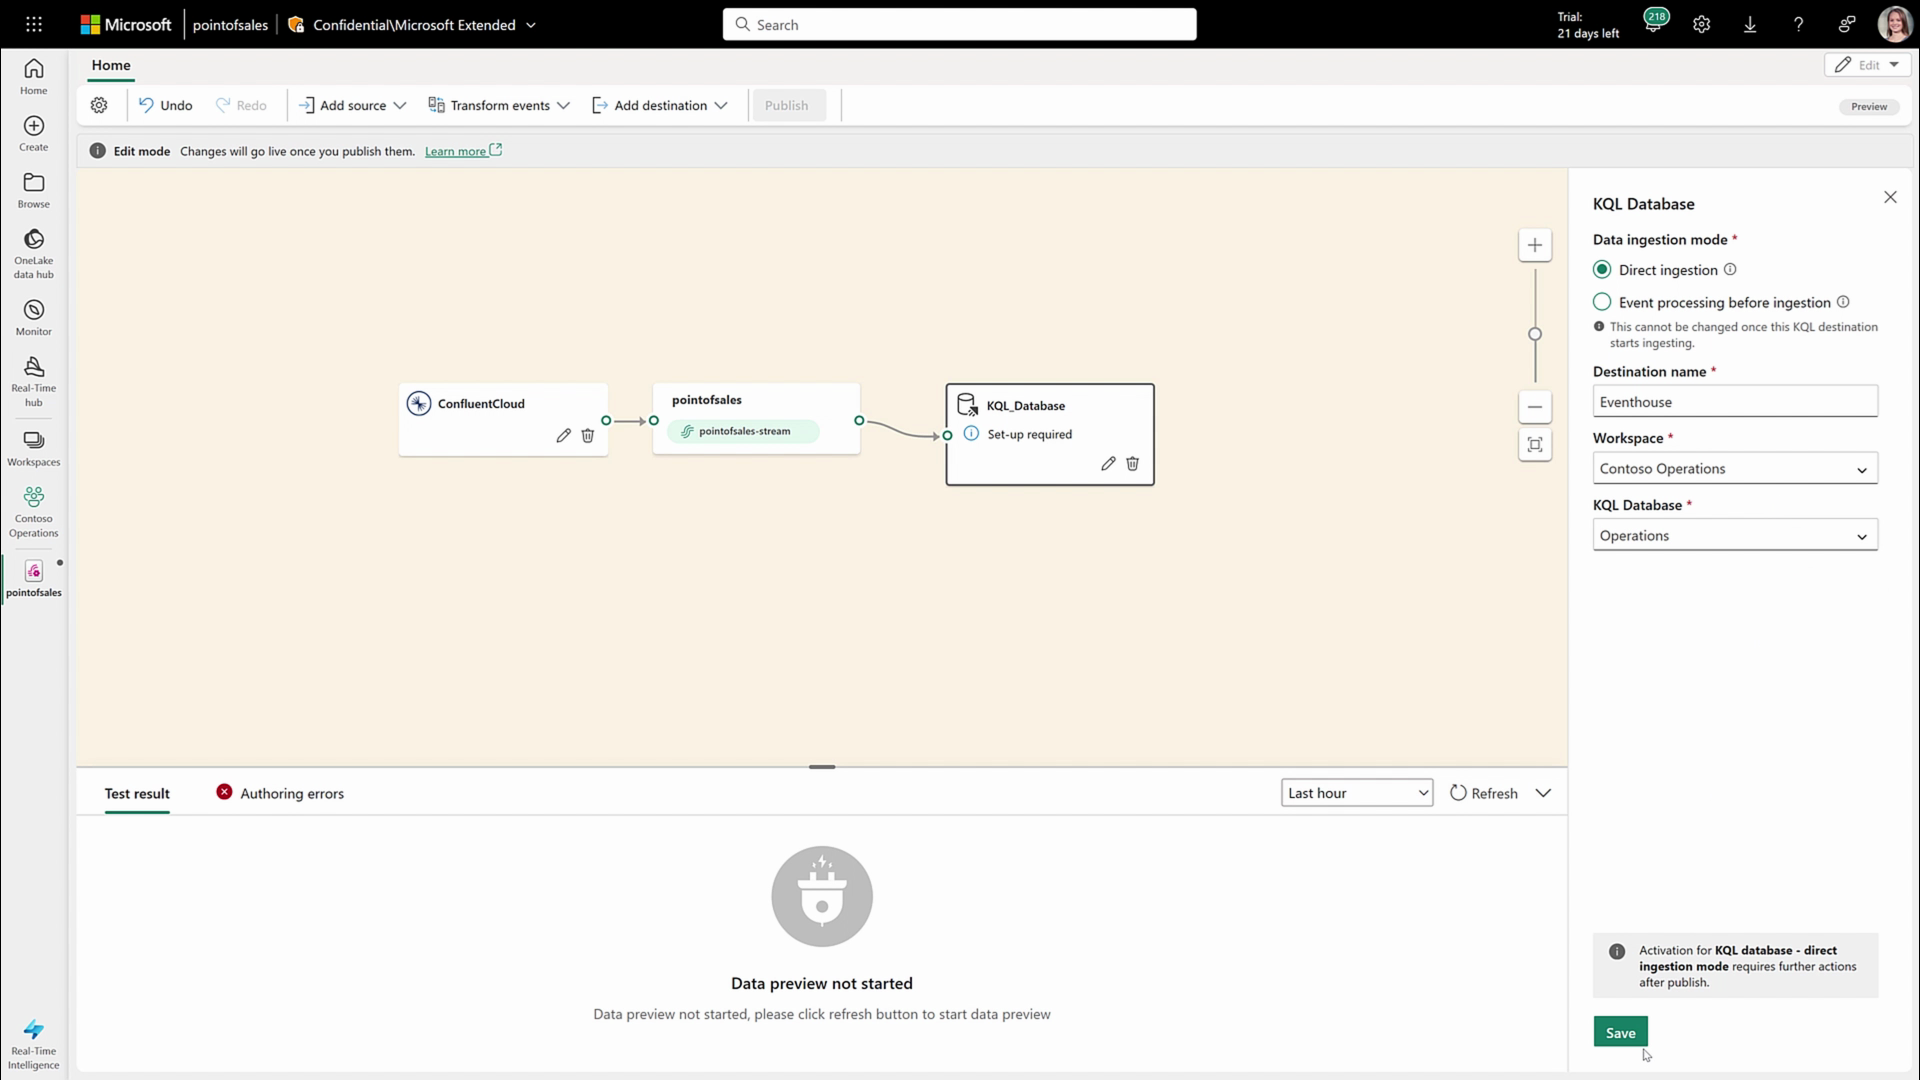 Microsoft
pointofsales
Confidential\Microsoft Extended
Search
Trial:
21 days left
218
Home
Edit
Undo
Redo
Add source
Transform events
Add destination
Publish
Preview
Edit mode Changes will go live once you publish them. Learn more
Home
Create
Browse
OneLake
data hub
Monitor
Real-Time
hub
Workspaces
Contoso
Operations
pointofsales
Real-Time
Intelligence
ConfluentCloud
pointofsales
pointofsales-stream
KQL_Database
Set-up required
Test result
Authoring errors
Last hour
Refresh
Data preview not started
Data preview not started, please click refresh button to start data preview
KQL Database
Data ingestion mode *
Direct ingestion
Event processing before ingestion
This cannot be changed once this KQL destination
starts ingesting.
Destination name *
Eventhouse
Workspace *
Contoso Operations
KQL Database *
Operations
Activation for KQL database - direct
ingestion mode requires further actions
after publish.
Save